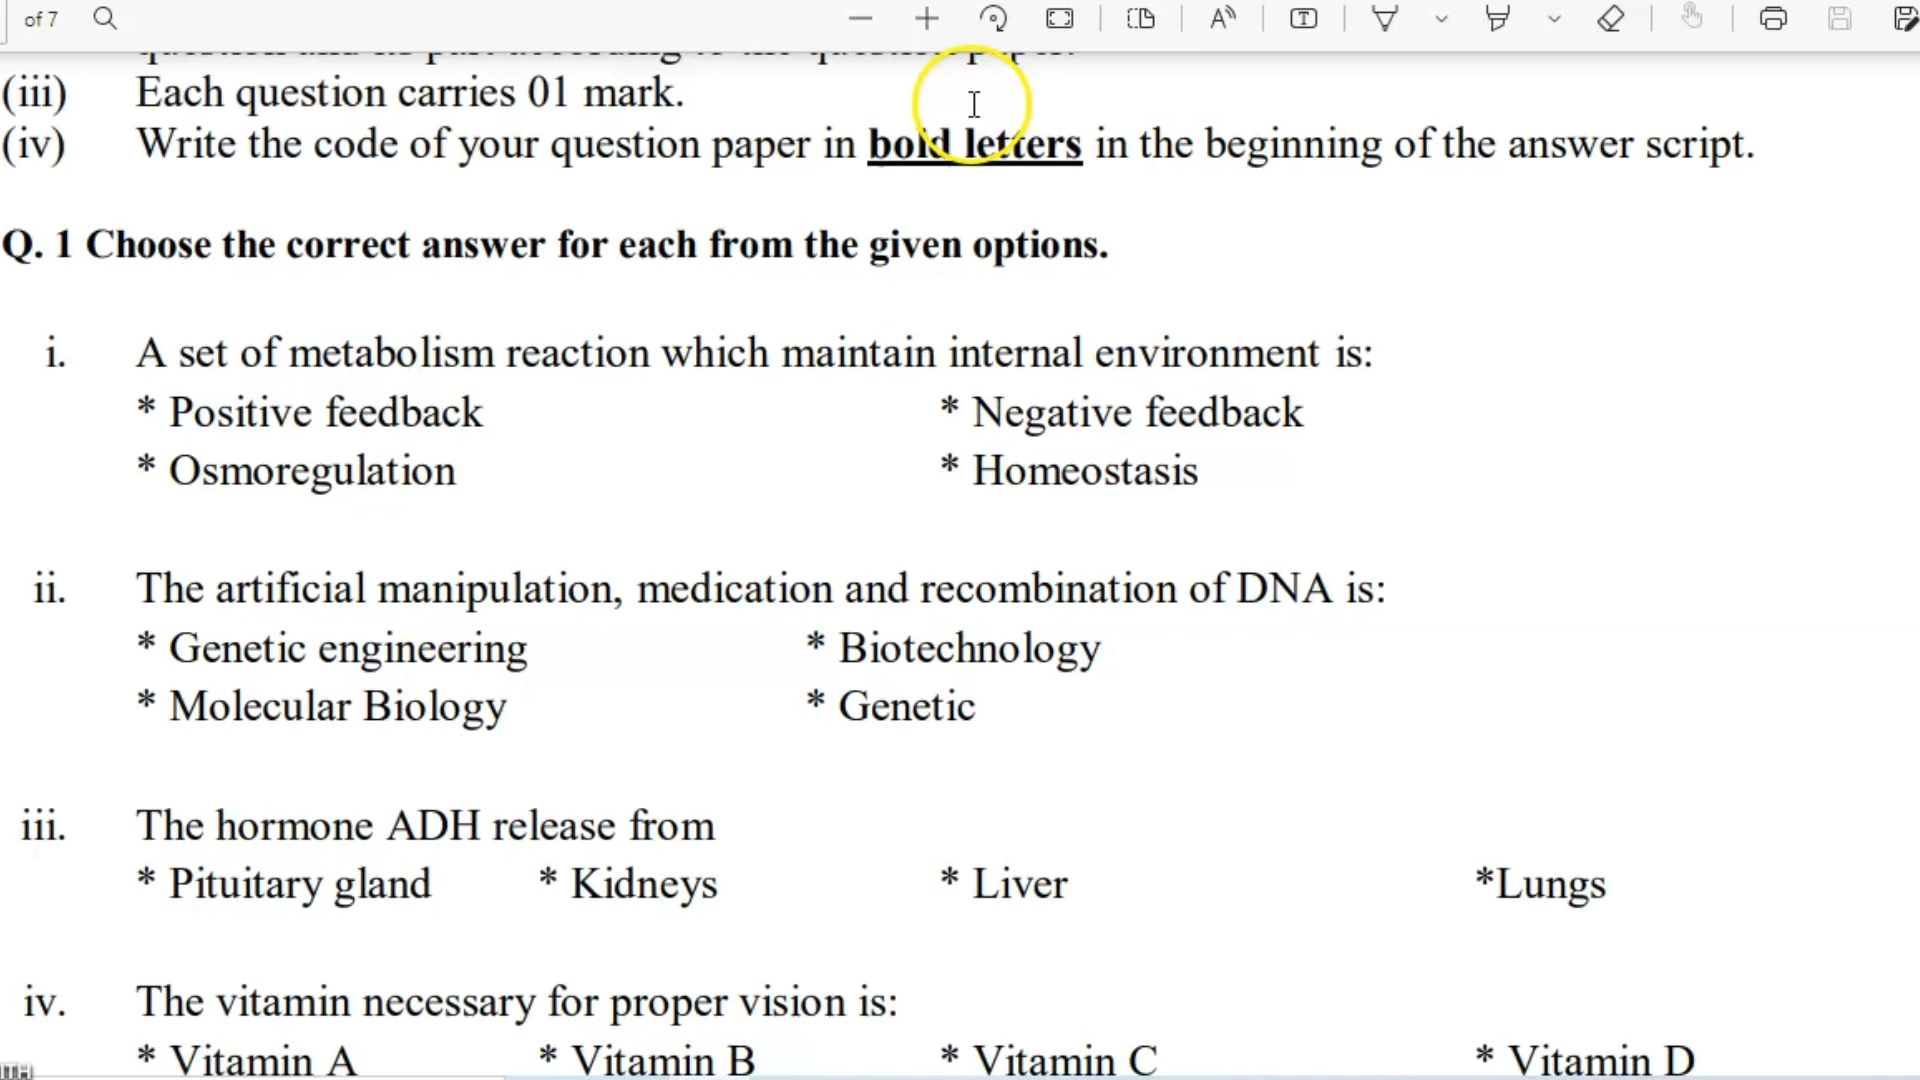 of 7
(iii) Each question carries 01 mark.
(iv) Write the code of your question paper in bold letters in the beginning of the answer script.
Q. 1 Choose the correct answer for each from the given options.
i. A set of metabolism reaction which maintain internal environment is:
* Positive feedback * Negative feedback
* Osmoregulation * Homeostasis
ii. The artificial manipulation, medication and recombination of DNA is:
* Genetic engineering * Biotechnology
* Molecular Biology * Genetic
iii. The hormone ADH release from
* Pituitary gland * Kidneys * Liver *Lungs
iv. The vitamin necessary for proper vision is:
* Vitamin A * Vitamin B * Vitamin C * Vitamin D